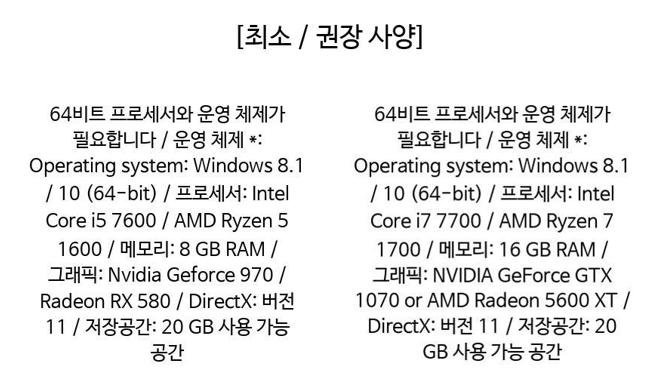 [최소 / 권장 사양]
64비트 프로세서와 운영 체제가
필요합니다 / 운영 체제 *:
Operating system: Windows 8.1
/ 10 (64-bit) / 프로세서: Intel
Core i5 7600 / AMD Ryzen 5
1600 / 메모리: 8 GB RAM /
그래픽: Nvidia Geforce 970 /
Radeon RX 580 / DirectX: 버전
11 / 저장공간: 20 GB 사용 가능
공간
64비트 프로세서와 운영 체제가
필요합니다 / 운영 체제 *:
Operating system: Windows 8.1
/ 10 (64-bit) / 프로세서: Intel
Core i7 7700 / AMD Ryzen 7
1700 / 메모리: 16 GB RAM /
그래픽: NVIDIA GeForce GTX
1070 or AMD Radeon 5600 XT /
DirectX: 버전 11 / 저장공간: 20
GB 사용 가능 공간